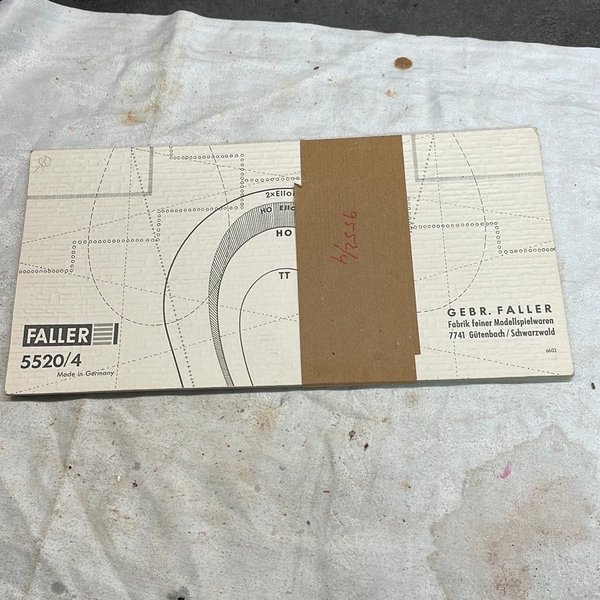 80
2×Ello
HO Ello
HO
TT
FALLER
5520/4
Made in Germany
GEBR. FALLER
Fabrik feiner Modellspielwaren
7741 Gütenbach/Schwarzwald
6603